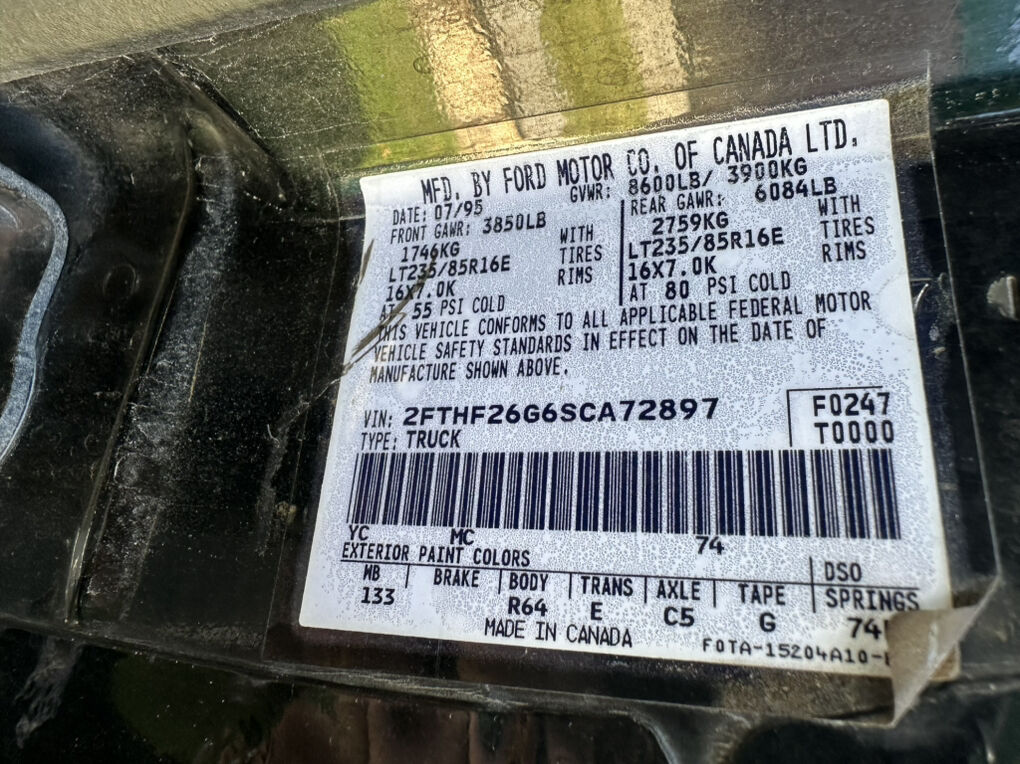 MFD. BY FORD MOTOR CO. OF CANADA LTD.
DATE: 07/95 GVWR: 8600LB/ 3900KG
FRONT GAWR: 3850LB REAR GAWR: 6084LB
1746KG WITH 2759KG WITH
LT235/85R16E TIRES LT235/85R16E TIRES
16X7.0K RIMS 16X7.0K RIMS
AT 55 PSI COLD AT 80 PSI COLD
THIS VEHICLE CONFORMS TO ALL APPLICABLE FEDERAL MOTOR
VEHICLE SAFETY STANDARDS IN EFFECT ON THE DATE OF
MANUFACTURE SHOWN ABOVE.
VIN: 2FTHF26G6SCA72897 F0247
TYPE: TRUCK T0000
YC MC 74
EXTERIOR PAINT COLORS DSO
WB BRAKE BODY TRANS AXLE TAPE SPRINGS
133 R64 E C5 G 74
MADE IN CANADA F0TA-15204A10-